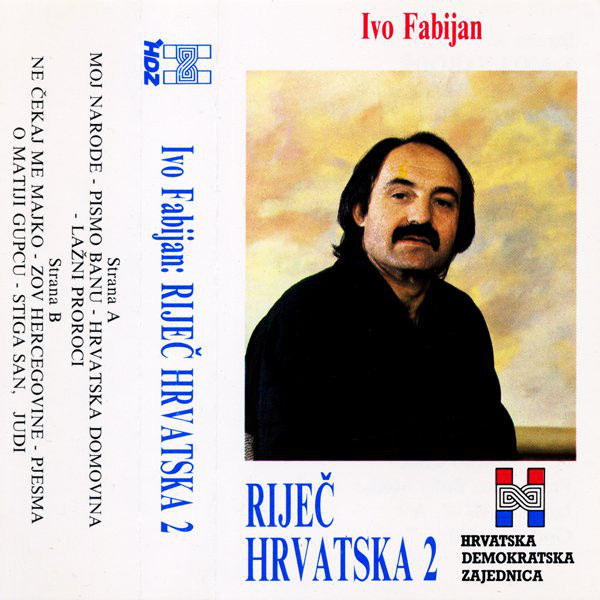 Ivo Fabijan
RIJEČ
HRVATSKA 2
HRVATSKA
DEMOKRATSKA
ZAJEDNICA
HDZ
Ivo Fabijan: RIJEČ HRVATSKA 2
Strana A
MOJ NARODE - PISMO BANU - HRVATSKA DOMOVINA
- LAŽNI PROROCI
Strana B
NE ČEKAJ ME MAJKO - ZOV HERCEGOVINE - PJESMA
O MATIJI GUPCU - STIGA SAN, JUDI